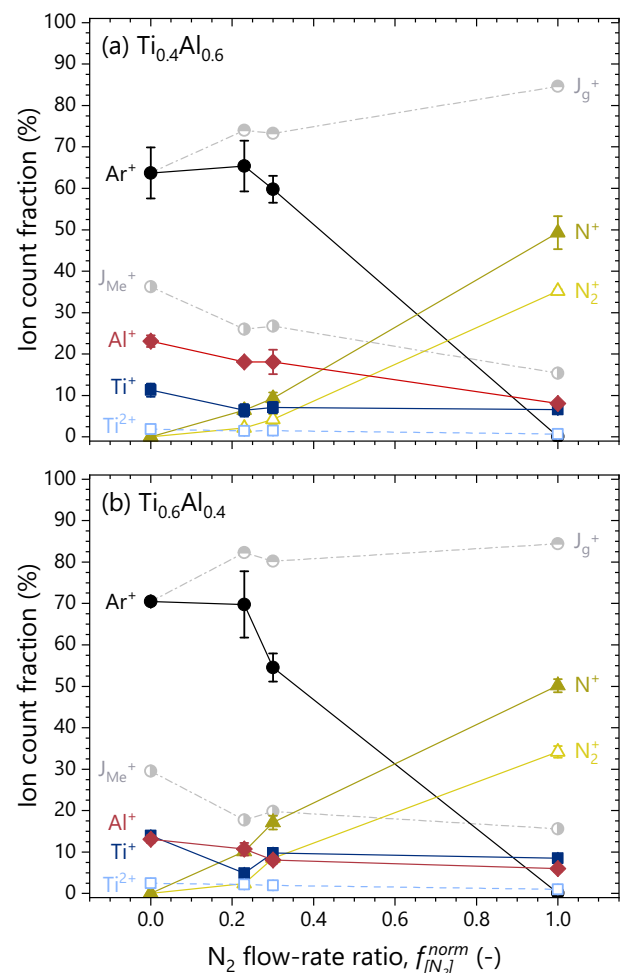 (a) Ti₀.₄Al₀.₆
100
90
80
70
60
50
40
30
20
10
0
Ion count fraction (%)
Jg⁺
Ar⁺
N⁺
N₂⁺
J_Me⁺
Al⁺
Ti⁺
Ti²⁺
(b) Ti₀.₆Al₀.₄
100
90
80
70
60
50
40
30
20
10
0
Ion count fraction (%)
Jg⁺
Ar⁺
N⁺
N₂⁺
J_Me⁺
Al⁺
Ti⁺
Ti²⁺
0.0 0.2 0.4 0.6 0.8 1.0
N₂ flow-rate ratio, f[N₂]norm (-)